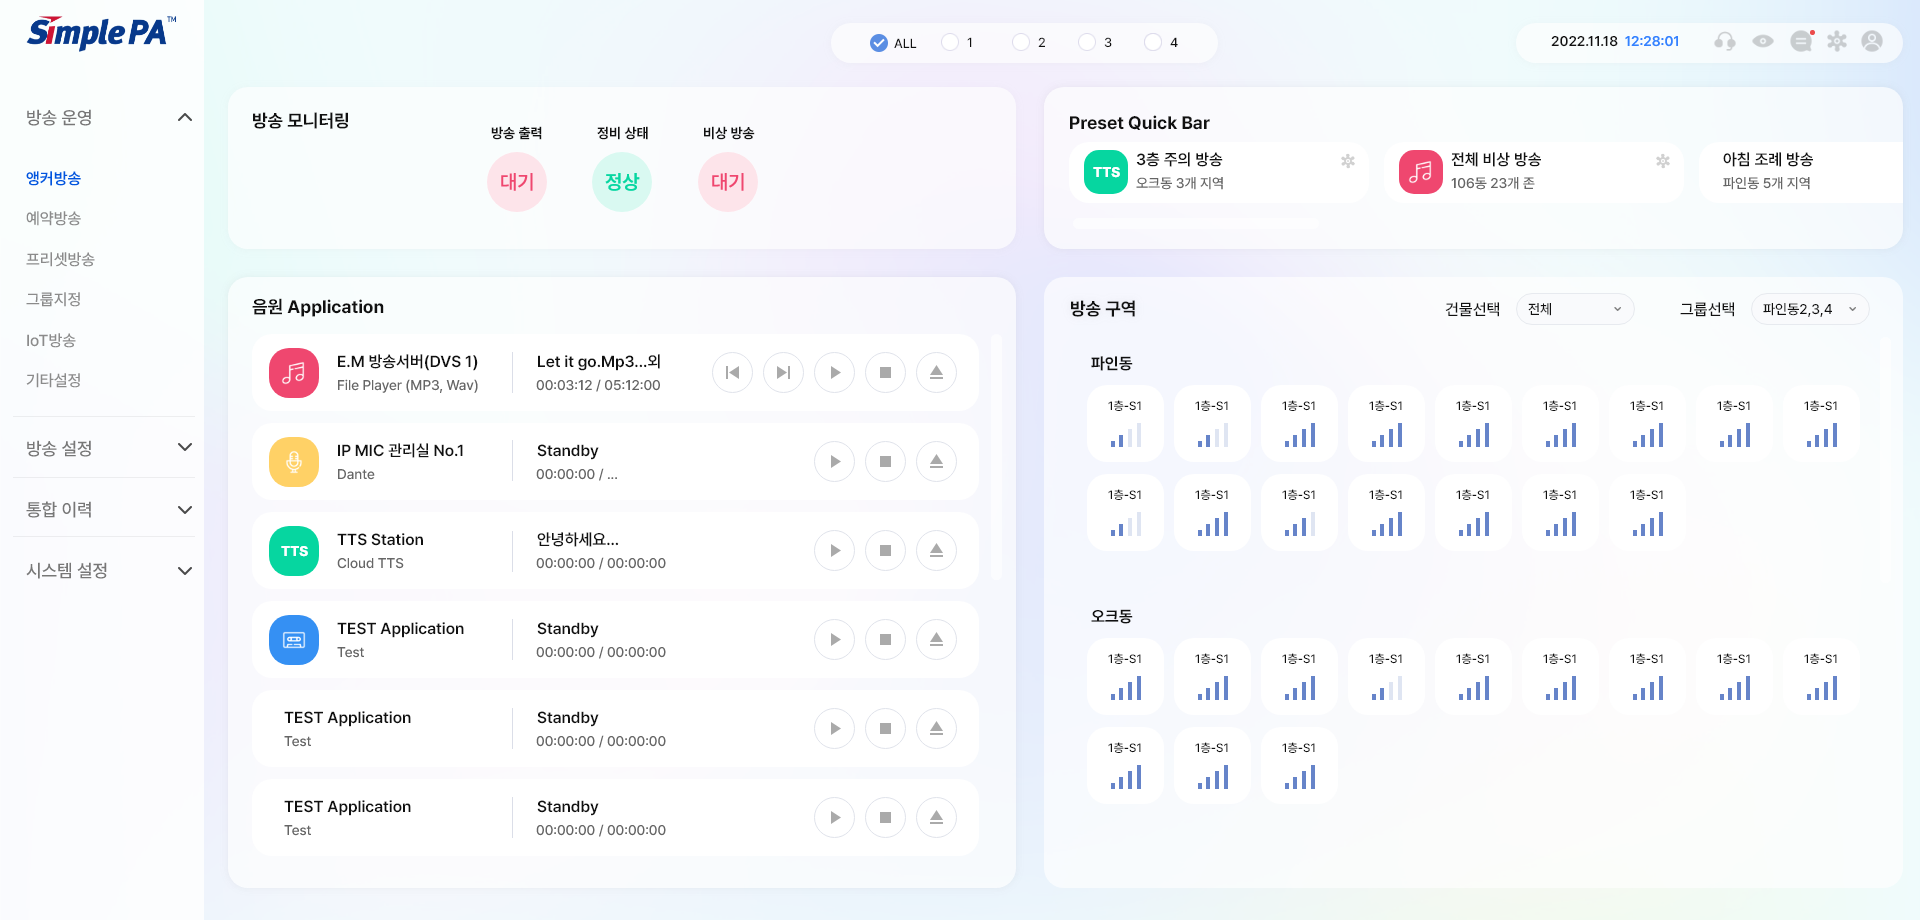 SimplePA™
방송 운영
앵커방송
예약방송
프리셋방송
그룹지정
IoT방송
기타설정
방송 설정
통합 이력
시스템 설정
ALL 1 2 3 4
2022.11.18 12:28:01
방송 모니터링
방송 출력 정비 상태 비상 방송
대기 정상 대기
Preset Quick Bar
TTS
3층 주의 방송
오크동 3개 지역
전체 비상 방송
106동 23개 존
아침 조례 방송
파인동 5개 지역
음원 Application
E.M 방송서버(DVS 1)
File Player (MP3, Wav)
Let it go.Mp3...외
00:03:12 / 05:12:00
IP MIC 관리실 No.1
Dante
Standby
00:00:00 / ...
TTS
TTS Station
Cloud TTS
안녕하세요...
00:00:00 / 00:00:00
TEST Application
Test
Standby
00:00:00 / 00:00:00
TEST Application
Test
Standby
00:00:00 / 00:00:00
TEST Application
Test
Standby
00:00:00 / 00:00:00
방송 구역
건물선택 전체
그룹선택 파인동2,3,4
파인동
1층-S1 1층-S1 1층-S1 1층-S1 1층-S1 1층-S1 1층-S1 1층-S1 1층-S1
1층-S1 1층-S1 1층-S1 1층-S1 1층-S1 1층-S1 1층-S1
오크동
1층-S1 1층-S1 1층-S1 1층-S1 1층-S1 1층-S1 1층-S1 1층-S1 1층-S1
1층-S1 1층-S1 1층-S1